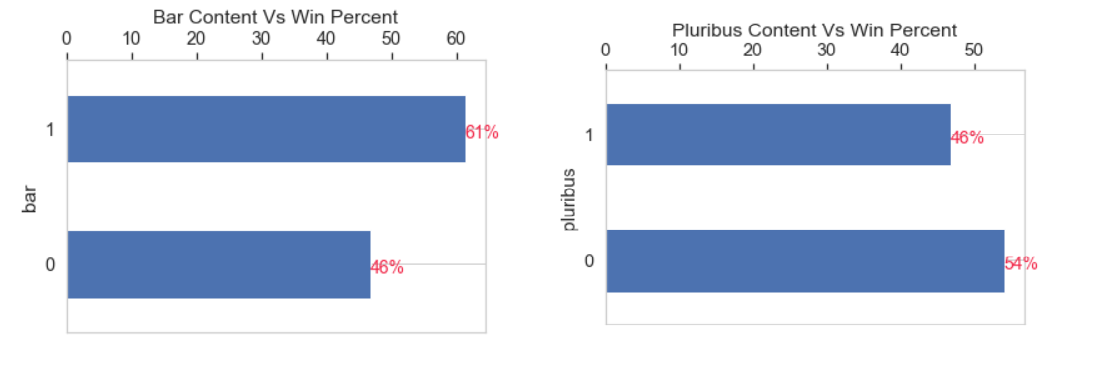 Bar Content Vs Win Percent
0 10 20 30 40 50 60
1
61%
bar
0
46%
Pluribus Content Vs Win Percent
0 10 20 30 40 50
1
46%
pluribus
0
54%